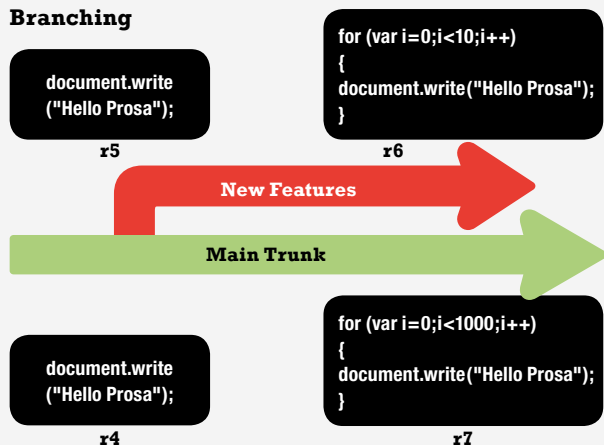 Branching
document.write
("Hello Prosa");
r5
for (var i=0;i<10;i++)
{
document.write("Hello Prosa");
}
r6
New Features
Main Trunk
document.write
("Hello Prosa");
r4
for (var i=0;i<1000;i++)
{
document.write("Hello Prosa");
}
r7